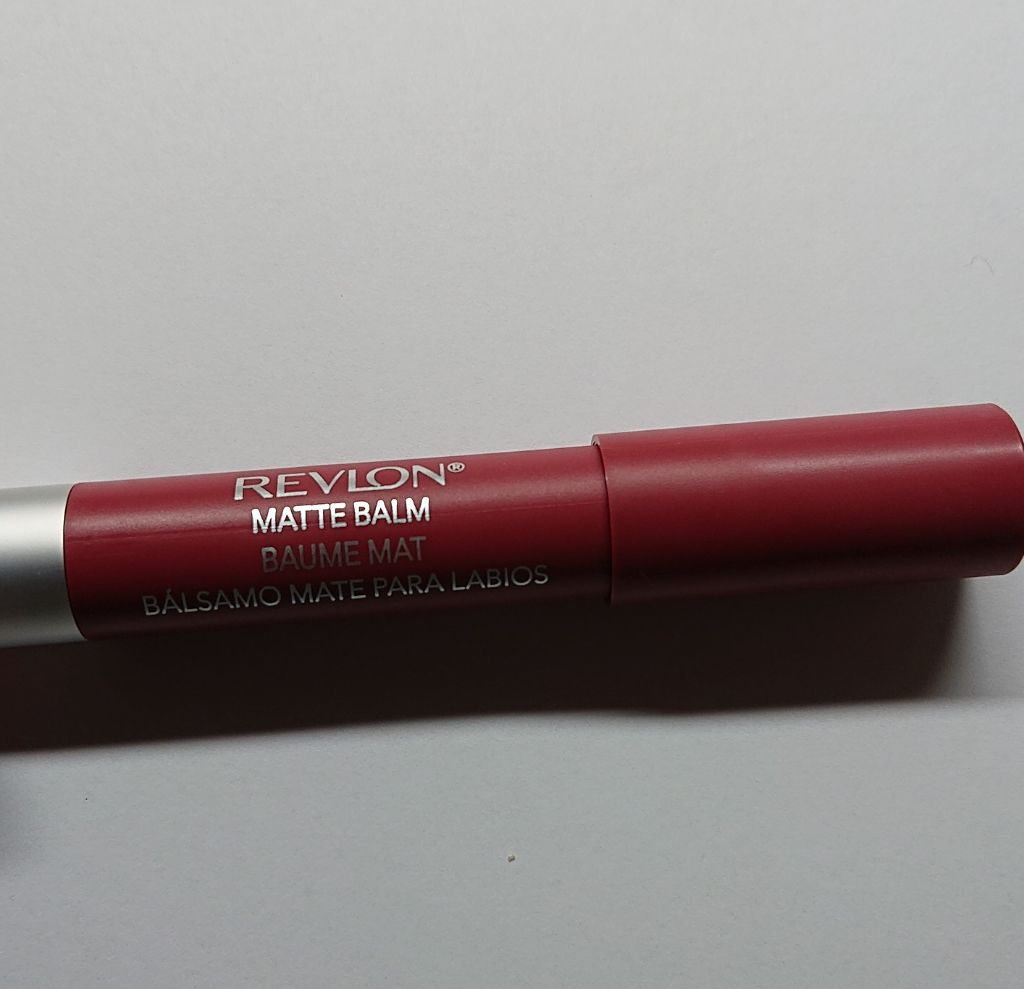 REVLON®
MATTE BALM
BAUME MAT
BÁLSAMO MATE PARA LABIOS